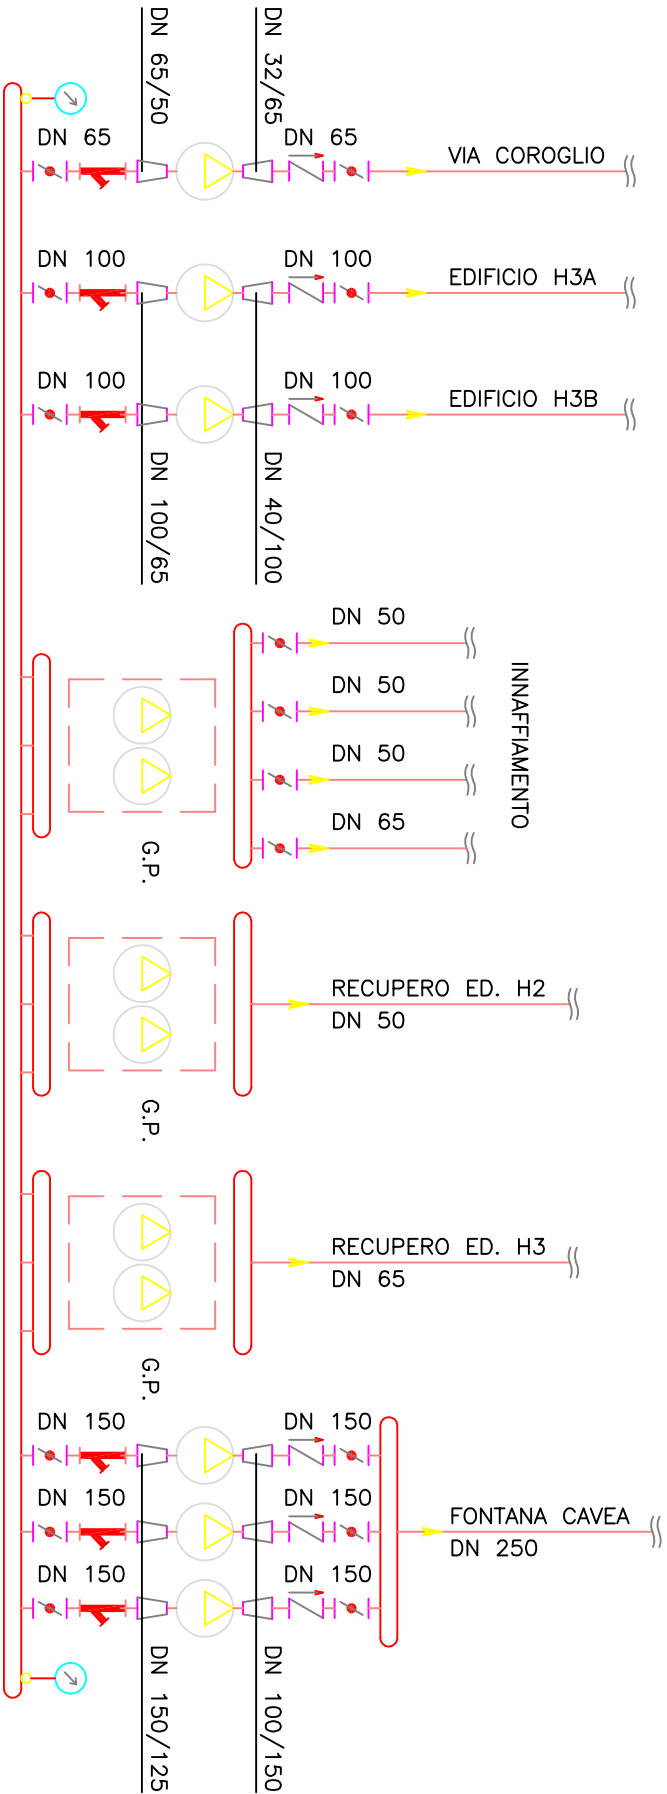 DN 65/50
DN 32/65
DN 65
DN 65
VIA COROGLIO
DN 100
DN 100
EDIFICIO H3A
DN 100
DN 100
EDIFICIO H3B
DN 100/65
DN 40/100
DN 50
DN 50
DN 50
DN 65
INNAFFIAMENTO
G.P.
RECUPERO ED. H2
DN 50
G.P.
RECUPERO ED. H3
DN 65
G.P.
DN 150
DN 150
DN 150
DN 150
FONTANA CAVEA
DN 250
DN 150
DN 150
DN 150/125
DN 100/150